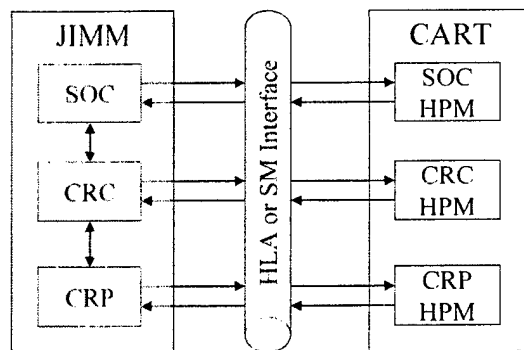 JIMM
CART
SOC
SOC
HPM
CRC
CRC
HPM
CRP
CRP
HPM
HLA or SM Interface